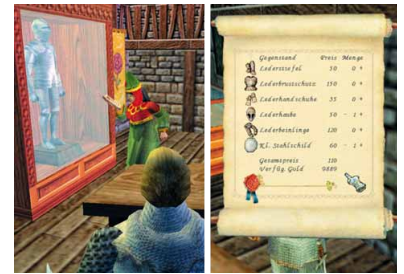 Gegenstand Preis Menge
Lederstiefel 50 0 +
Lederbrustschutz 150 0 +
Lederhandschuhe 35 0 +
Lederhaube 50 - 1 +
Lederbeinlinge 120 0 +
Kl. Stahlschild 60 - 1 +
Gesamtpreis 110
Verfüg. Gold 9889